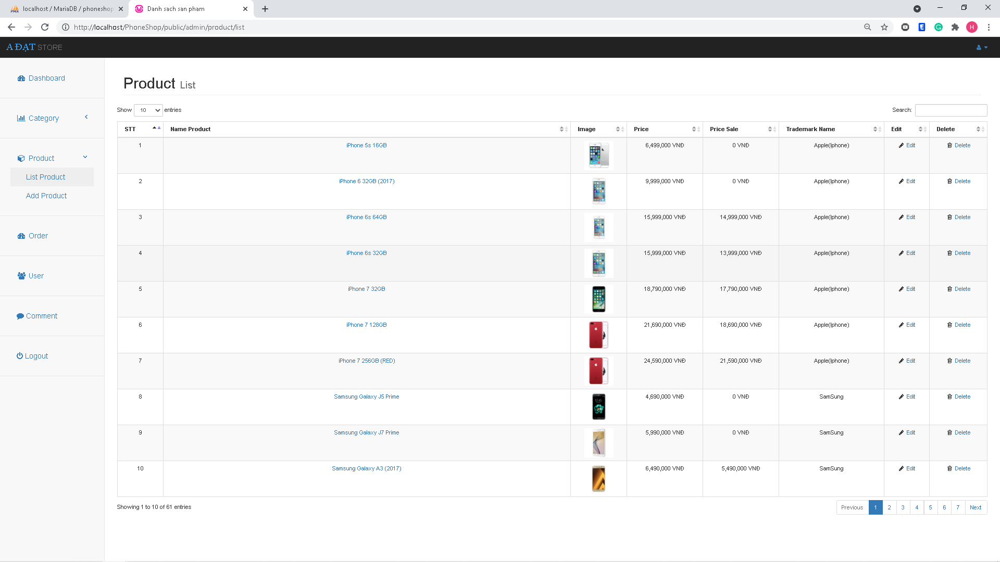 localhost / MariaDB / phoneshop
Danh sach san pham
http://localhost/PhoneShop/public/admin/product/list
H
A ĐẠT STORE
Dashboard
Category
Product
List Product
Add Product
Order
User
Comment
Logout
Product List
Show 10 entries
Search:
STT Name Product Image Price Price Sale Trademark Name Edit Delete
1 iPhone 5s 16GB 6,499,000 VNĐ 0 VNĐ Apple(Iphone) Edit Delete
2 iPhone 6 32GB (2017) 9,999,000 VNĐ 0 VNĐ Apple(Iphone) Edit Delete
3 iPhone 6s 64GB 15,999,000 VNĐ 14,999,000 VNĐ Apple(Iphone) Edit Delete
4 iPhone 6s 32GB 15,999,000 VNĐ 13,999,000 VNĐ Apple(Iphone) Edit Delete
5 iPhone 7 32GB 18,790,000 VNĐ 17,790,000 VNĐ Apple(Iphone) Edit Delete
6 iPhone 7 128GB 21,690,000 VNĐ 18,690,000 VNĐ Apple(Iphone) Edit Delete
7 iPhone 7 256GB (RED) 24,590,000 VNĐ 21,590,000 VNĐ Apple(Iphone) Edit Delete
8 Samsung Galaxy J5 Prime 4,690,000 VNĐ 0 VNĐ SamSung Edit Delete
9 Samsung Galaxy J7 Prime 5,990,000 VNĐ 0 VNĐ SamSung Edit Delete
10 Samsung Galaxy A3 (2017) 6,490,000 VNĐ 5,490,000 VNĐ SamSung Edit Delete
Showing 1 to 10 of 61 entries
Previous 1 2 3 4 5 6 7 Next